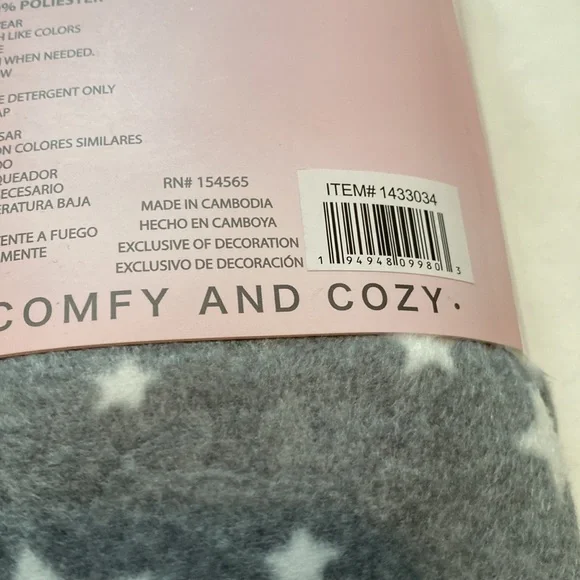 % POLIESTER
EAR
H LIKE COLORS
E
WHEN NEEDED.
W
E DETERGENT ONLY
AP
SAR
ON COLORES SIMILARES
DO
QUEADOR
NECESARIO
ERATURA BAJA
ENTE A FUEGO
MENTE
RN# 154565
MADE IN CAMBODIA
HECHO EN CAMBOYA
EXCLUSIVE OF DECORATION
EXCLUSIVO DE DECORACIÓN
ITEM# 1433034
1 94948 09980 3
COMFY AND COZY.